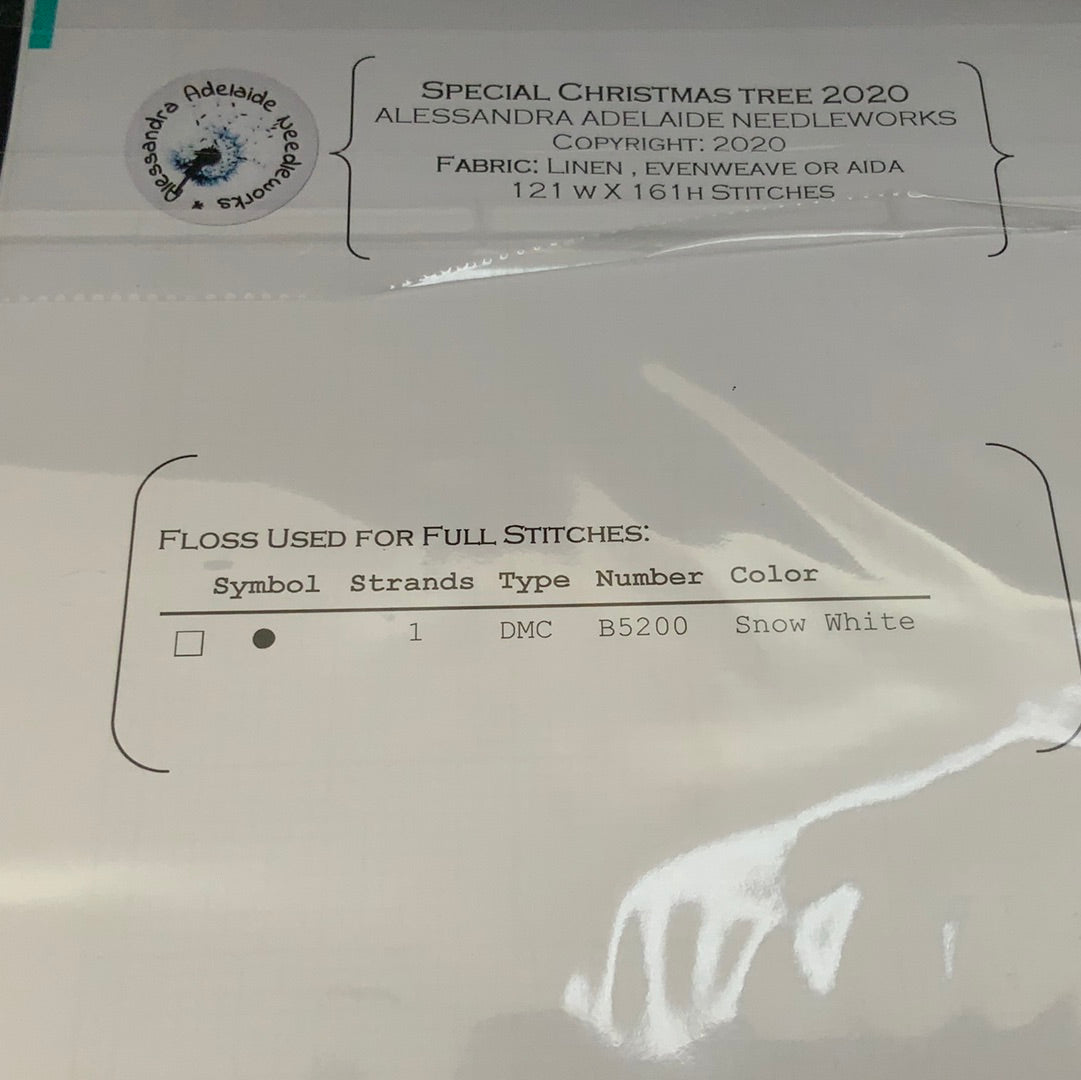 Alessandra Adelaide Needleworks *
SPECIAL CHRISTMAS TREE 2020
ALESSANDRA ADELAIDE NEEDLEWORKS
COPYRIGHT: 2020
FABRIC: LINEN , EVENWEAVE OR AIDA
121 W X 161H STITCHES
FLOSS USED FOR FULL STITCHES:
Symbol Strands Type Number Color
1 DMC B5200 Snow White